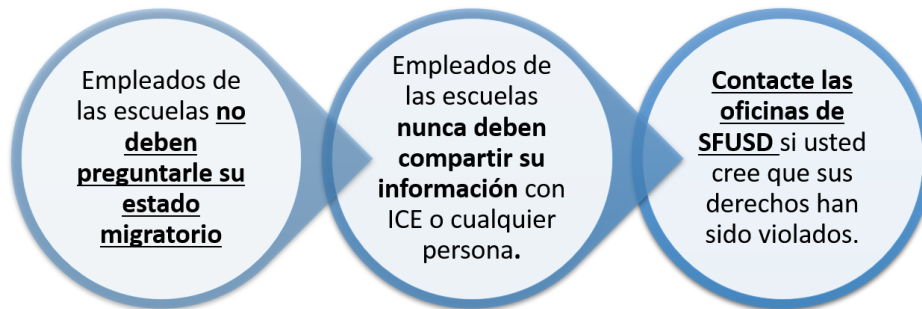 Empleados de
las escuelas no
deben
preguntarle su
estado
migratorio
Empleados de
las escuelas
nunca deben
compartir su
información con
ICE o cualquier
persona.
Contacte las
oficinas de
SFUSD si usted
cree que sus
derechos han
sido violados.